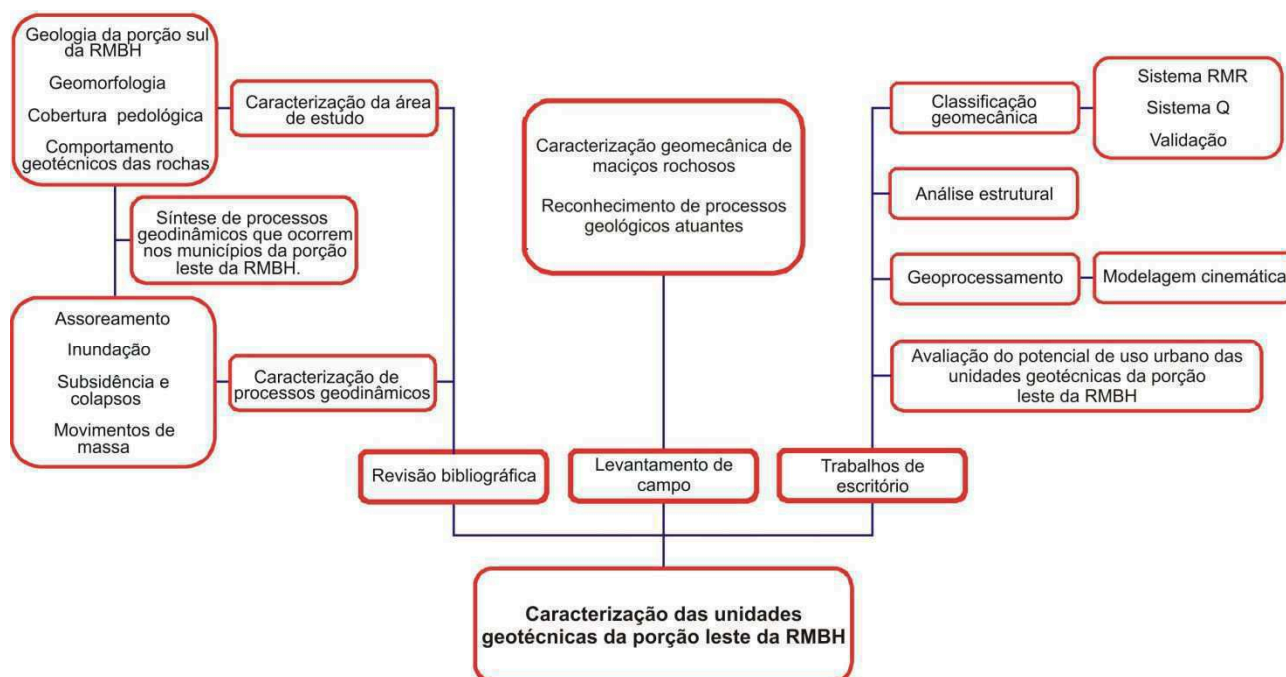 Geologia da porção sul
da RMBH
Geomorfologia
Cobertura pedológica
Comportamento
geotécnicos das rochas
Caracterização da área
de estudo
Síntese de processos
geodinâmicos que ocorrem
nos municípios da porção
leste da RMBH.
Assoreamento
Inundação
Subsidência e
colapsos
Movimentos de
massa
Caracterização de
processos geodinâmicos
Revisão bibliográfica
Caracterização geomecânica de
maciços rochosos
Reconhecimento de processos
geológicos atuantes
Levantamento de
campo
Classificação
geomecânica
Sistema RMR
Sistema Q
Validação
Análise estrutural
Geoprocessamento
Modelagem cinemática
Avaliação do potencial de uso urbano das
unidades geotécnicas da porção
leste da RMBH
Trabalhos de
escritório
Caracterização das unidades
geotécnicas da porção leste da RMBH